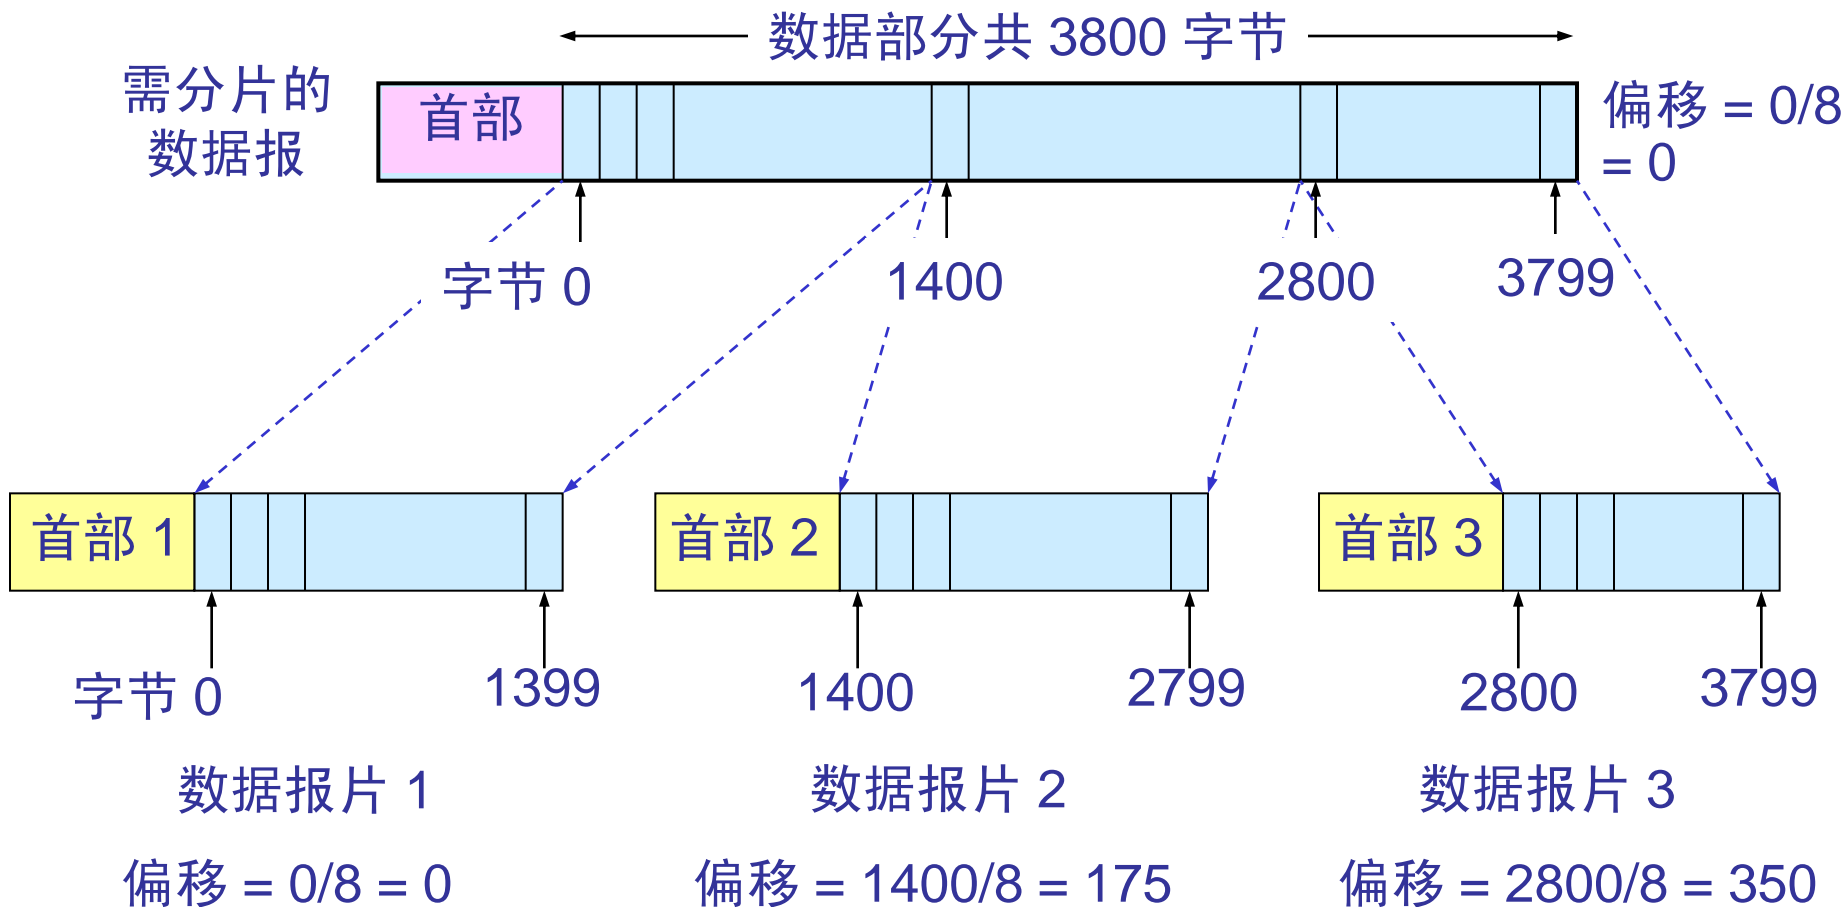 数据部分共 3800 字节
需分片的
数据报
首部
偏移 = 0/8
= 0
字节 0
1400
2800
3799
首部 1
首部 2
首部 3
字节 0
1399
1400
2799
2800
3799
数据报片 1
数据报片 2
数据报片 3
偏移 = 0/8 = 0
偏移 = 1400/8 = 175
偏移 = 2800/8 = 350